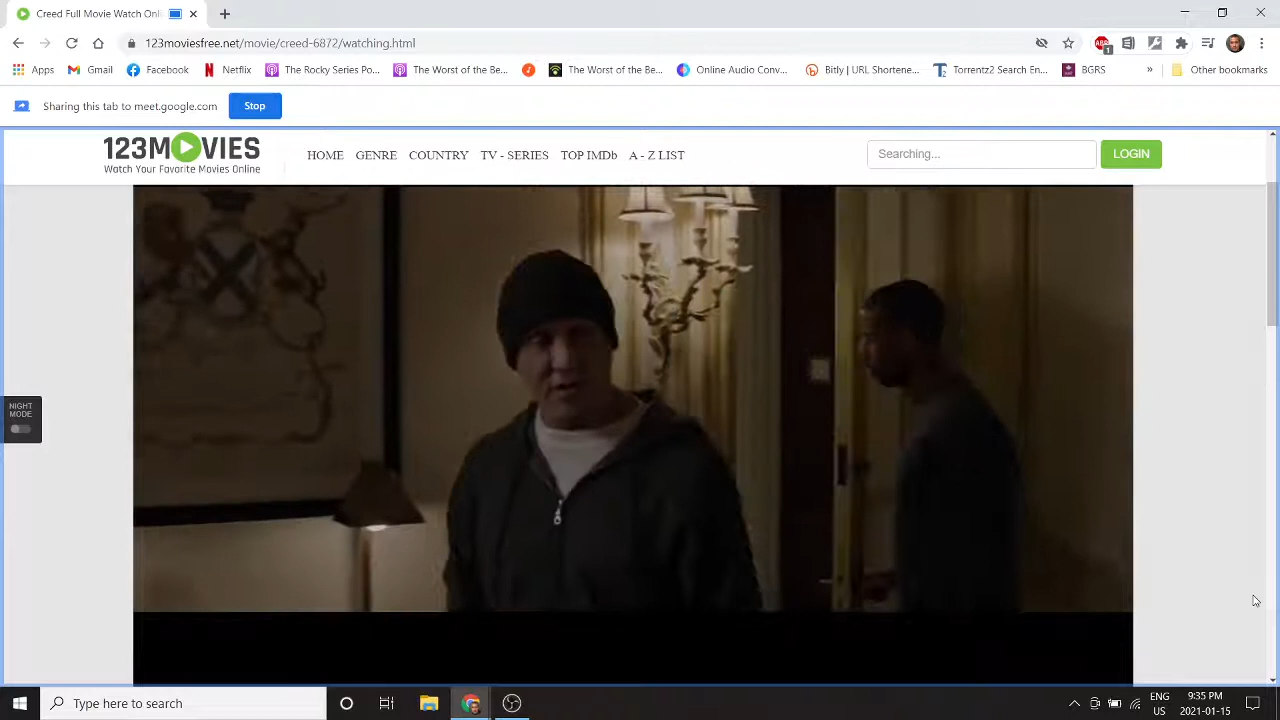 Creed Full Movie Watch Onli
123moviesfree.net/movie/creed-6872/watching.html
ABP
1
Apps
Gmail
Facebook
Netflix
The Rocky Series Po...
The Worst of the Be...
The Worst of the Be...
Online Audio Conv...
Bitly | URL Shortene...
Torrentz2 Search En...
BGRS
»
Other bookmarks
Sharing this tab to meet.google.com
Stop
123MOVIES
Watch Your Favorite Movies Online
HOME
GENRE
COUNTRY
TV - SERIES
TOP IMDb
A - Z LIST
Searching...
LOGIN
NIGHT
MODE
Type here to search
ENG
US
9:35 PM
2021-01-15